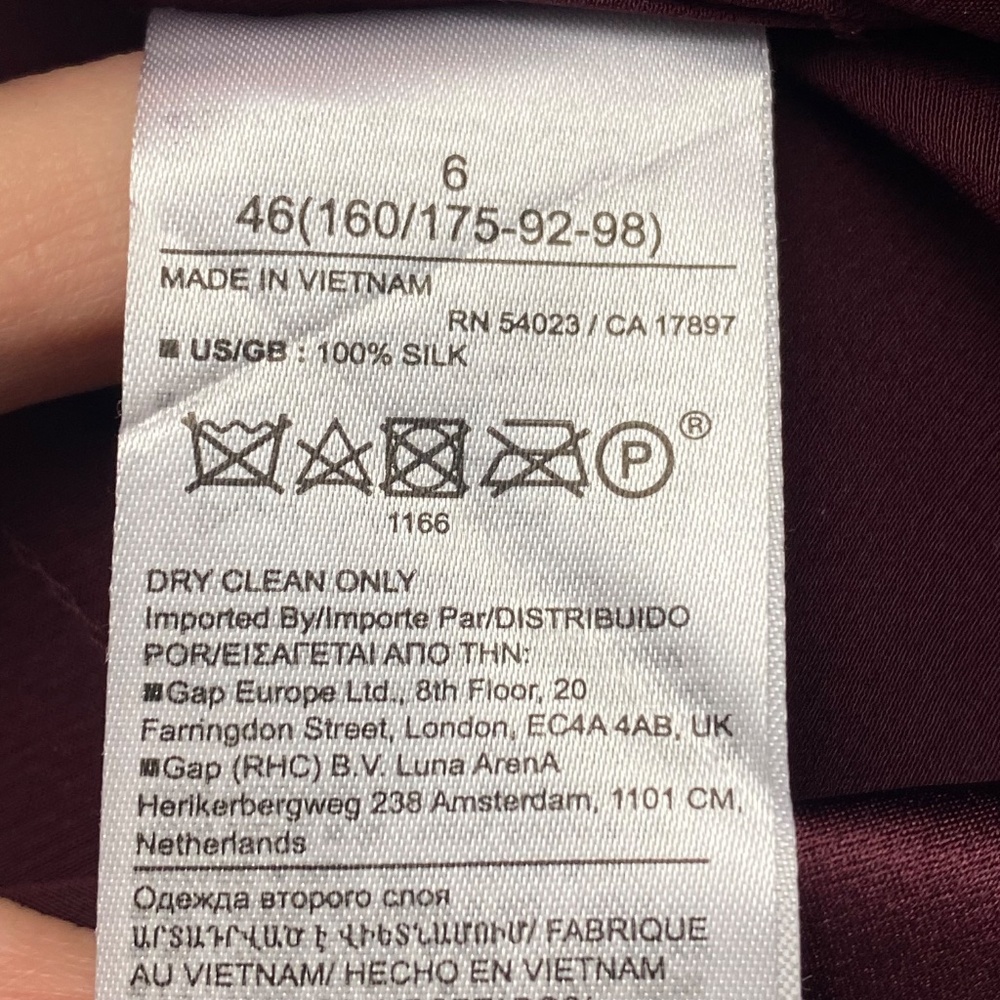 6
46(160/175-92-98)
MADE IN VIETNAM
RN 54023 / CA 17897
■ US/GB : 100% SILK
P ®
1166
DRY CLEAN ONLY
Imported By/Importe Par/DISTRIBUIDO
POR/ΕΙΣΑΓΕΤΑΙ ΑΠΟ ΤΗΝ:
■Gap Europe Ltd., 8th Floor, 20
Farringdon Street, London, EC4A 4AB, UK
■Gap (RHC) B.V. Luna ArenA
Herikerbergweg 238 Amsterdam, 1101 CM,
Netherlands
Одежда второго слоя
ԱՐՏԱԴՐՎԱԾ Է ՎԻԵՏՆԱՄՈՒՄ/ FABRIQUE
AU VIETNAM/ HECHO EN VIETNAM